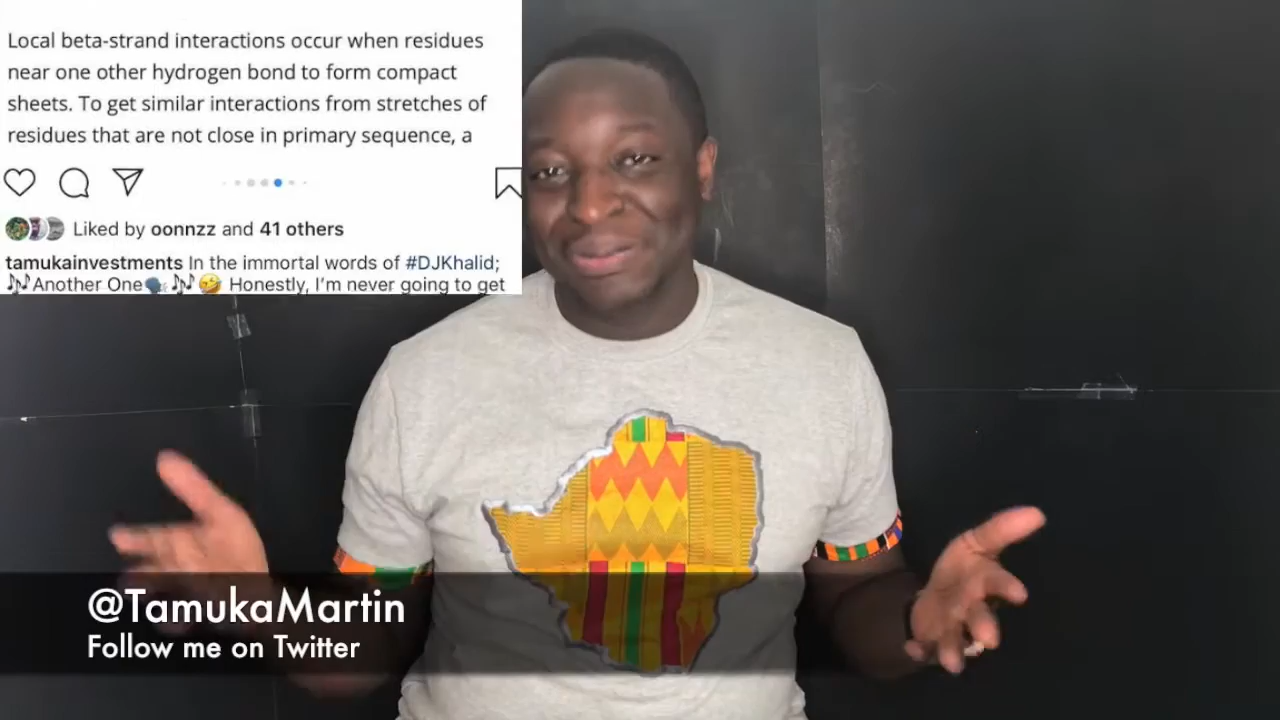 Local beta-strand interactions occur when residues
near one other hydrogen bond to form compact
sheets. To get similar interactions from stretches of
residues that are not close in primary sequence, a
Liked by oonnzz and 41 others
tamukainvestments In the immortal words of #DJKhalid;
🎶Another One🗣🎶🤣 Honestly, I'm never going to get
@TamukaMartin
Follow me on Twitter